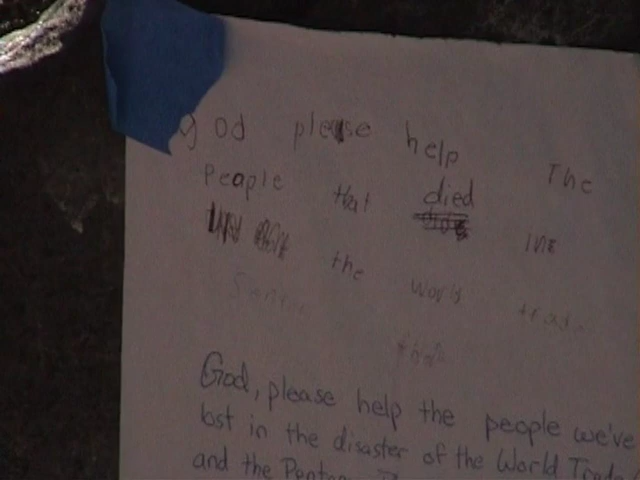 god please help The
peaple that died in
the world trade
God, please help the people we've
lost in the disaster of the World Trade
and the